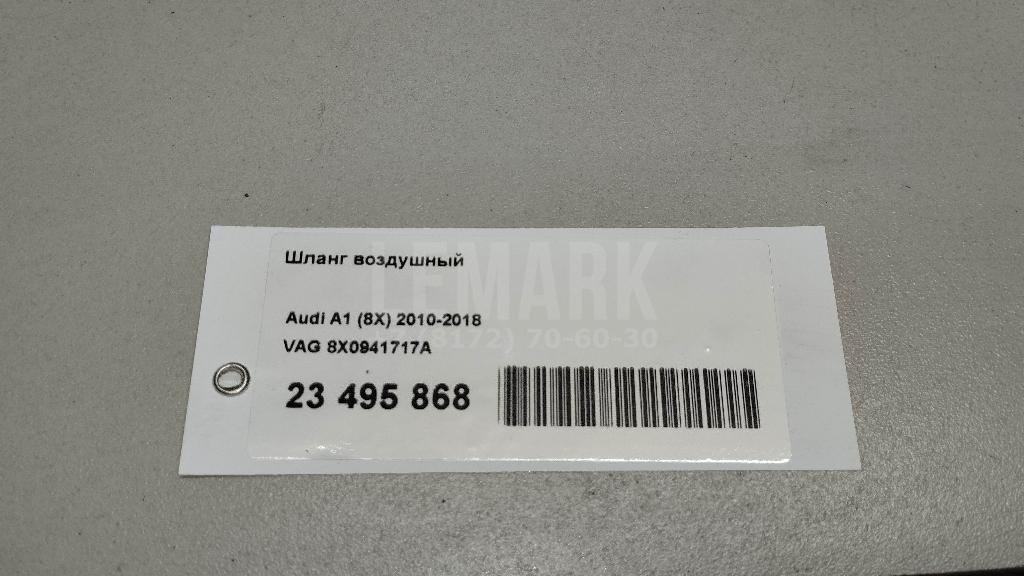 Шланг воздушный
LEMARK
Audi A1 (8X) 2010-2018
(8172) 70-60-30
VAG 8X0941717A
23 495 868